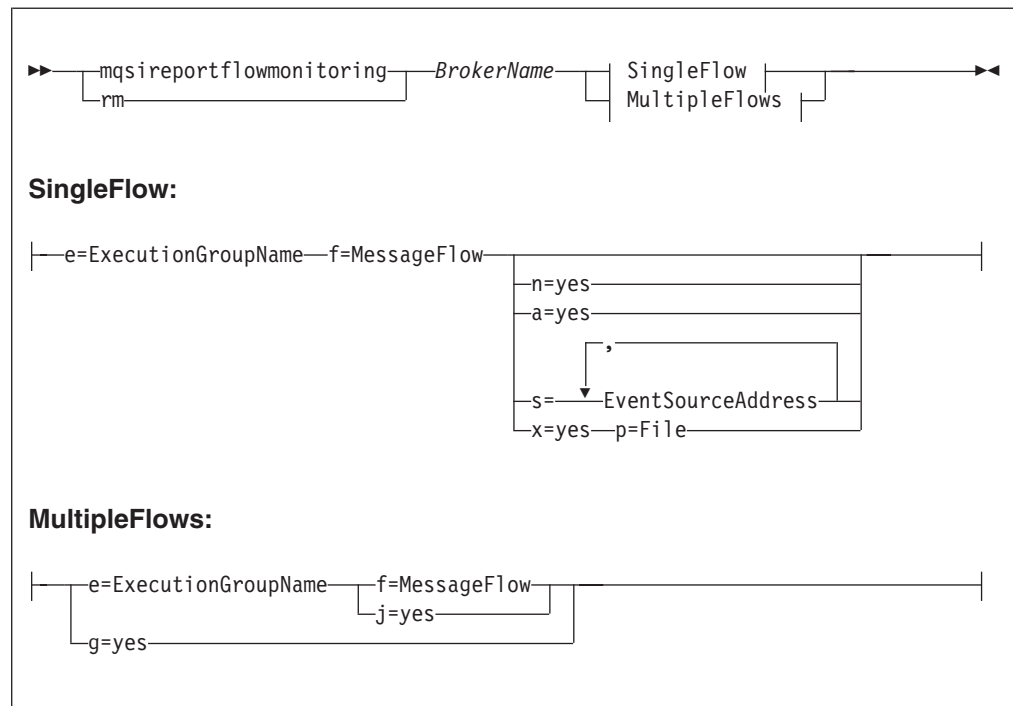 mqsireportflowmonitoring BrokerName SingleFlow
rm MultipleFlows
SingleFlow:
e=ExecutionGroupName f=MessageFlow
n=yes
a=yes
,
s= EventSourceAddress
x=yes p=File
MultipleFlows:
e=ExecutionGroupName f=MessageFlow
j=yes
g=yes